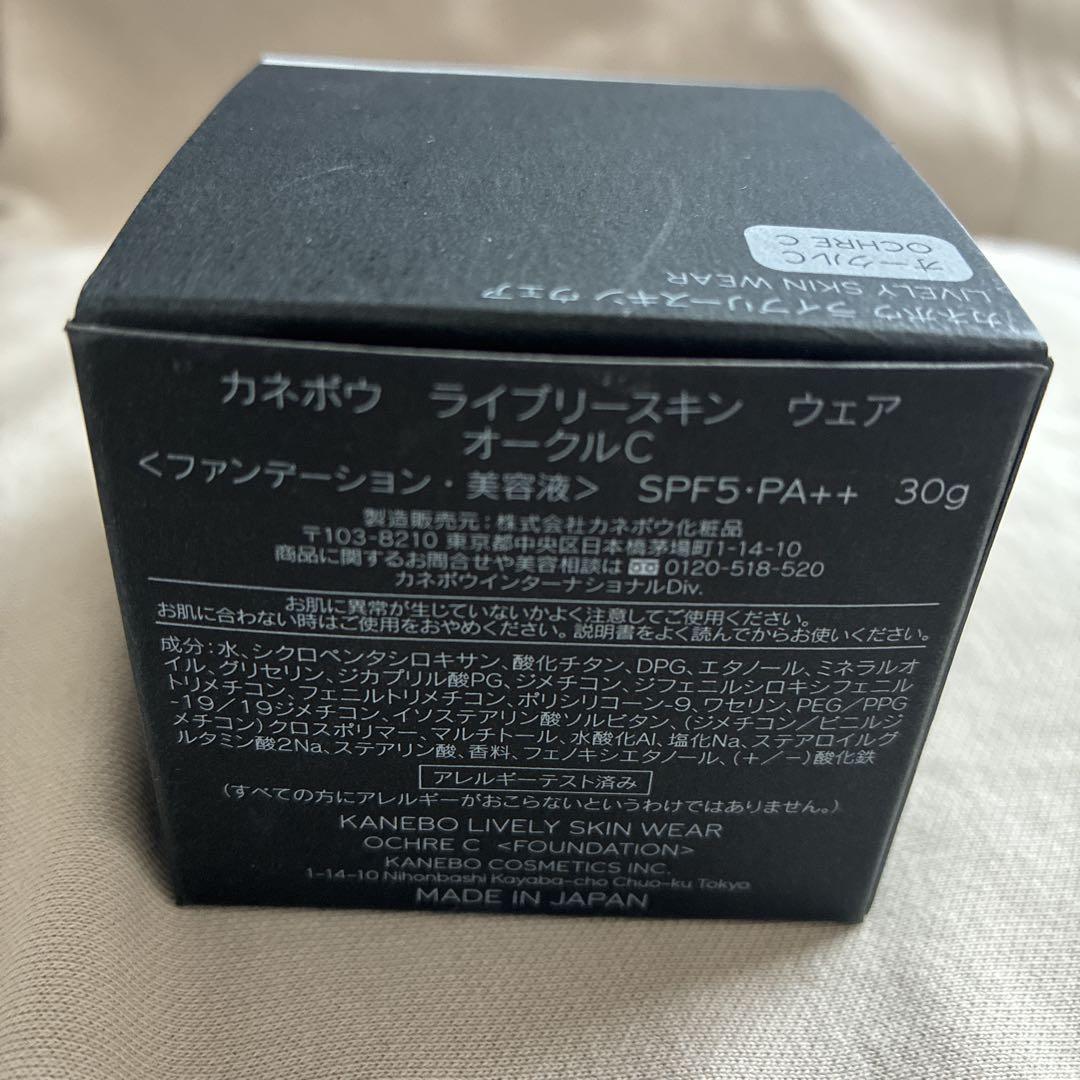 オークルC
OCHRE C
カネボウ ライブリースキン ウェア
LIVELY SKIN WEAR
カネボウ ライブリースキン ウェア
オークルC
<ファンデーション・美容液> SPF5・PA++ 30g
製造販売元:株式会社カネボウ化粧品
〒103-8210 東京都中央区日本橋茅場町1-14-10
商品に関するお問合せや美容相談は 0120-518-520
カネボウインターナショナルDiv.
お肌に異常が生じていないかよく注意してご使用ください。
お肌に合わない時はご使用をおやめください。説明書をよく読んでからお使いください。
成分:水、シクロペンタシロキサン、酸化チタン、DPG、エタノール、ミネラルオ
イル、グリセリン、ジカプリル酸PG、ジメチコン、ジフェニルシロキシフェニル
トリメチコン、フェニルトリメチコン、ポリシリコーン-9、ワセリン、PEG/PPG
-19/19ジメチコン、イソステアリン酸ソルビタン、(ジメチコン/ビニルジ
メチコン)クロスポリマー、マルチトール、水酸化Al、塩化Na、ステアロイルグ
ルタミン酸2Na、ステアリン酸、香料、フェノキシエタノール、(+/-)酸化鉄
アレルギーテスト済み
(すべての方にアレルギーがおこらないというわけではありません。)
KANEBO LIVELY SKIN WEAR
OCHRE C <FOUNDATION>
KANEBO COSMETICS INC.
1-14-10 Nihonbashi Kayaba-cho Chuo-ku Tokyo
MADE IN JAPAN